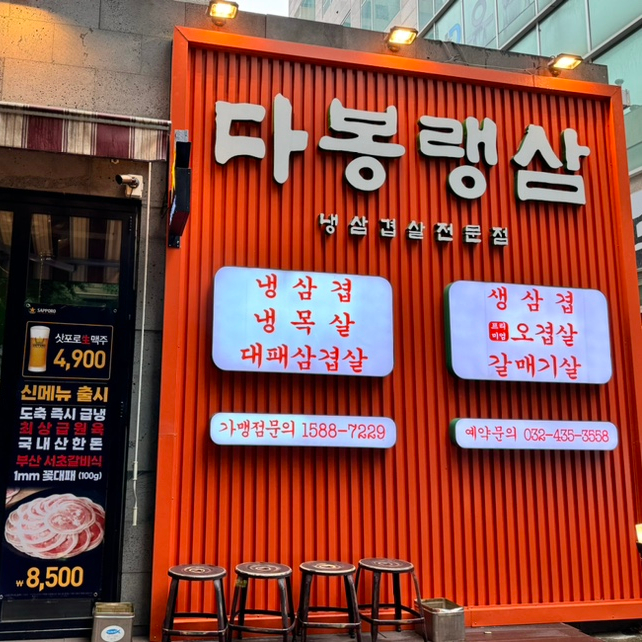 다봉랭삼
냉삼겹살전문점
냉삼겹
냉목살
대패삼겹살
생삼겹
프리미엄 오겹살
갈매기살
가맹점문의 1588-7229
예약문의 032-435-3558
SAPPORO
삿포로生맥주
4,900
신메뉴 출시
도축 즉시 급냉
최상급원육
국내산한돈
부산 서초갈비식
1mm 꽃대패 (100g)
₩8,500